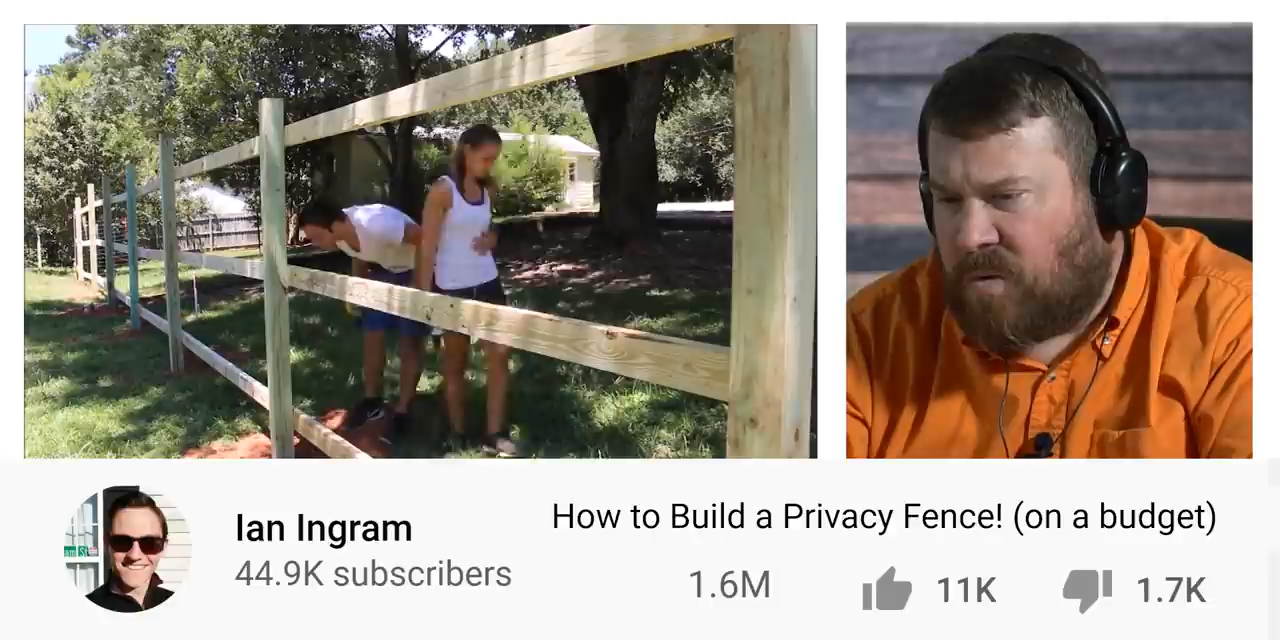 Ian Ingram
44.9K subscribers
How to Build a Privacy Fence! (on a budget)
1.6M
11K
1.7K